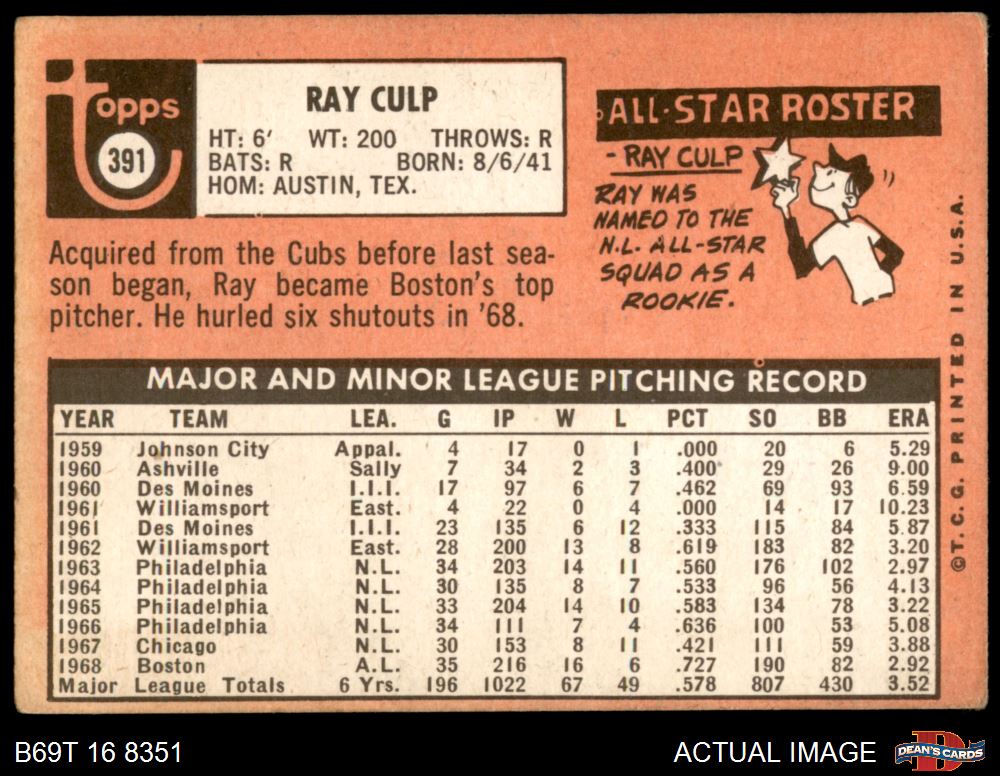 Topps
391
RAY CULP
HT: 6' WT: 200 THROWS: R
BATS: R BORN: 8/6/41
HOM: AUSTIN, TEX.
ALL-STAR ROSTER
- RAY CULP
RAY WAS
NAMED TO THE
N.L. ALL-STAR
SQUAD AS A
ROOKIE.
Acquired from the Cubs before last sea-
son began, Ray became Boston's top
pitcher. He hurled six shutouts in '68.
MAJOR AND MINOR LEAGUE PITCHING RECORD
YEAR TEAM LEA. G IP W L PCT SO BB ERA
1959 Johnson City Appal. 4 17 0 1 .000 20 6 5.29
1960 Ashville Sally 7 34 2 3 .400 29 26 9.00
1960 Des Moines I.I.I. 17 97 6 7 .462 69 93 6.59
1961 Williamsport East. 4 22 0 4 .000 14 17 10.23
1961 Des Moines I.I.I. 23 135 6 12 .333 115 84 5.87
1962 Williamsport East. 28 200 13 8 .619 183 82 3.20
1963 Philadelphia N.L. 34 203 14 11 .560 176 102 2.97
1964 Philadelphia N.L. 30 135 8 7 .533 96 56 4.13
1965 Philadelphia N.L. 33 204 14 10 .583 134 78 3.22
1966 Philadelphia N.L. 34 111 7 4 .636 100 53 5.08
1967 Chicago N.L. 30 153 8 11 .421 111 59 3.88
1968 Boston A.L. 35 216 16 6 .727 190 82 2.92
Major League Totals 6 Yrs. 196 1022 67 49 .578 807 430 3.52
©T.C.G. PRINTED IN U.S.A.
B69T 16 8351
ACTUAL IMAGE
DEAN'S CARDS